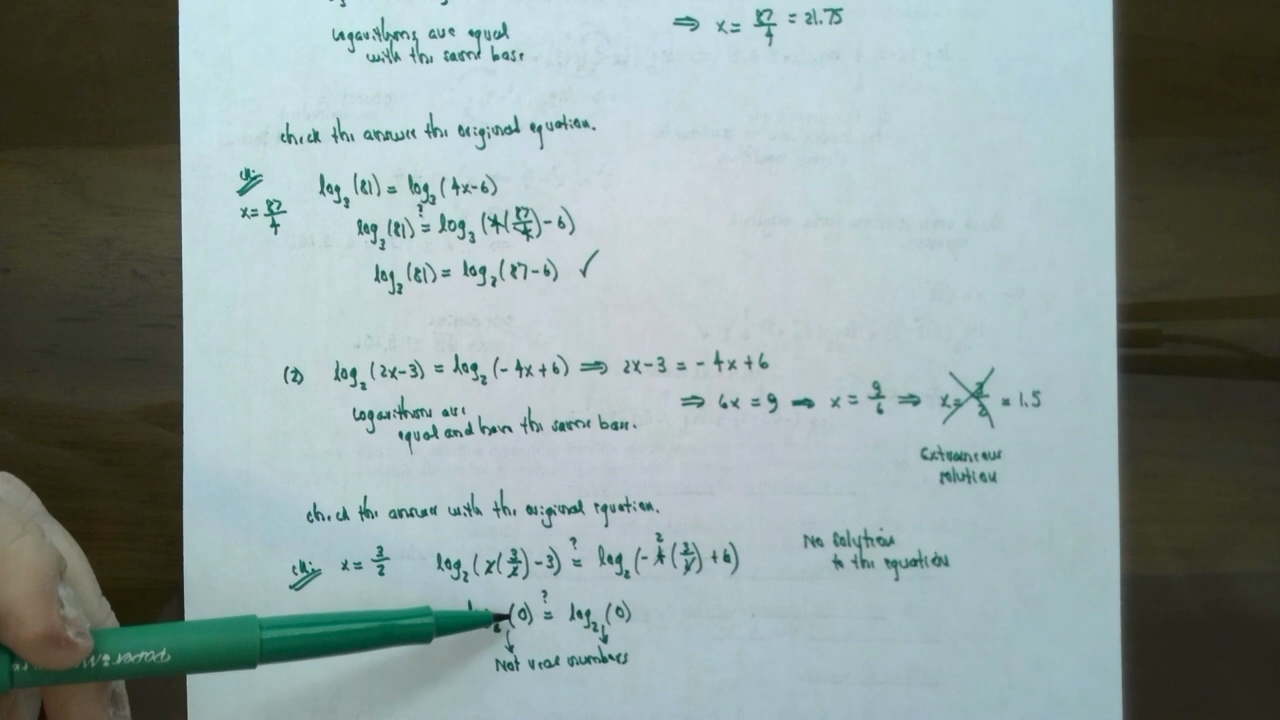 logarithms are equal
with the same base
⇒ x = 87/4 = 21.75
check the answer the original equation.
ck:
x = 87/4
log₃(81) = log₃(4x-6)
log₃(81) ≟ log₃(4(87/4)-6)
log₃(81) = log₃(87-6) ✓
(2) log₂(2x-3) = log₂(-4x+6) ⇒ 2x-3 = -4x+6
⇒ 6x = 9 ⇒ x = 9/6 ⇒ x = 3/2 = 1.5
Logarithms are
equal and have the same base.
Extraneous
solution
check the answer with the original equation.
ck: x = 3/2 log₂(2(3/2)-3) ≟ log₂(-4²(3/2)+6)
No solution
to the equation
(0) ≟ log₂(0)
Not real numbers
paper